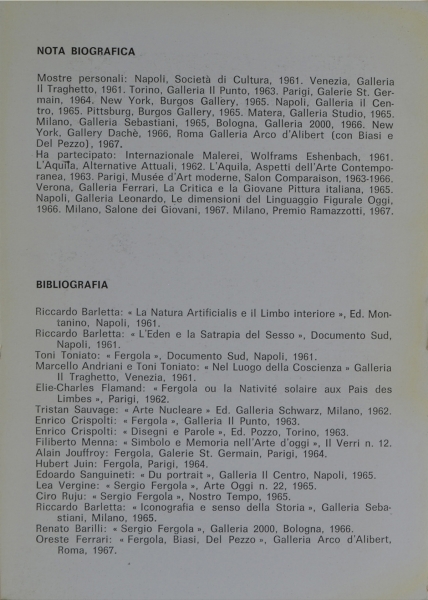 NOTA BIOGRAFICA
Mostre personali: Napoli, Società di Cultura, 1961. Venezia, Galleria
Il Traghetto, 1961. Torino, Galleria Il Punto, 1963. Parigi, Galerie St. Ger-
main, 1964. New York, Burgos Gallery, 1965. Napoli, Galleria il Cen-
tro, 1965. Pittsburg, Burgos Gallery, 1965. Matera, Galleria Studio, 1965.
Milano, Galleria Sebastiani, 1965, Bologna, Galleria 2000, 1966. New
York, Gallery Dachè, 1966, Roma Galleria Arco d'Alibert (con Biasi e
Del Pezzo), 1967.
Ha partecipato: Internazionale Malerei, Wolframs Eshenbach, 1961.
L'Aquila, Alternative Attuali, 1962. L'Aquila, Aspetti dell'Arte Contempo-
ranea, 1963. Parigi, Musée d'Art moderne, Salon Comparaison, 1963-1966.
Verona, Galleria Ferrari, La Critica e la Giovane Pittura italiana, 1965.
Napoli, Galleria Leonardo, Le dimensioni del Linguaggio Figurale Oggi,
1966. Milano, Salone dei Giovani, 1967. Milano, Premio Ramazzotti, 1967.
BIBLIOGRAFIA
Riccardo Barletta: « La Natura Artificialis e il Limbo interiore », Ed. Mon-
tanino, Napoli, 1961.
Riccardo Barletta: « L'Eden e la Satrapia del Sesso », Documento Sud,
Napoli, 1961.
Toni Toniato: « Fergola », Documento Sud, Napoli, 1961.
Marcello Andriani e Toni Toniato: « Nel Luogo della Coscienza » Galleria
Il Traghetto, Venezia, 1961.
Elie-Charles Flamand: « Fergola ou la Nativité solaire aux Pais des
Limbes », Parigi, 1962.
Tristan Sauvage: « Arte Nucleare » Ed. Galleria Schwarz, Milano, 1962.
Enrico Crispolti: « Fergola », Galleria Il Punto, 1963.
Enrico Crispolti: « Disegni e Parole », Ed. Pozzo, Torino, 1963.
Filiberto Menna: « Simbolo e Memoria nell'Arte d'oggi », Il Verri n. 12.
Alain Jouffroy: Fergola, Galerie St. Germain, Parigi, 1964.
Hubert Juin: Fergola, Parigi, 1964.
Edoardo Sanguineti: « Du portrait », Galleria Il Centro, Napoli, 1965.
Lea Vergine: « Sergio Fergola », Arte Oggi n. 22, 1965.
Ciro Ruju: « Sergio Fergola », Nostro Tempo, 1965.
Riccardo Barletta: « Iconografia e senso della Storia », Galleria Seba-
stiani, Milano, 1965.
Renato Barilli: « Sergio Fergola », Galleria 2000, Bologna, 1966.
Oreste Ferrari: « Fergola, Biasi, Del Pezzo », Galleria Arco d'Alibert,
Roma, 1967.